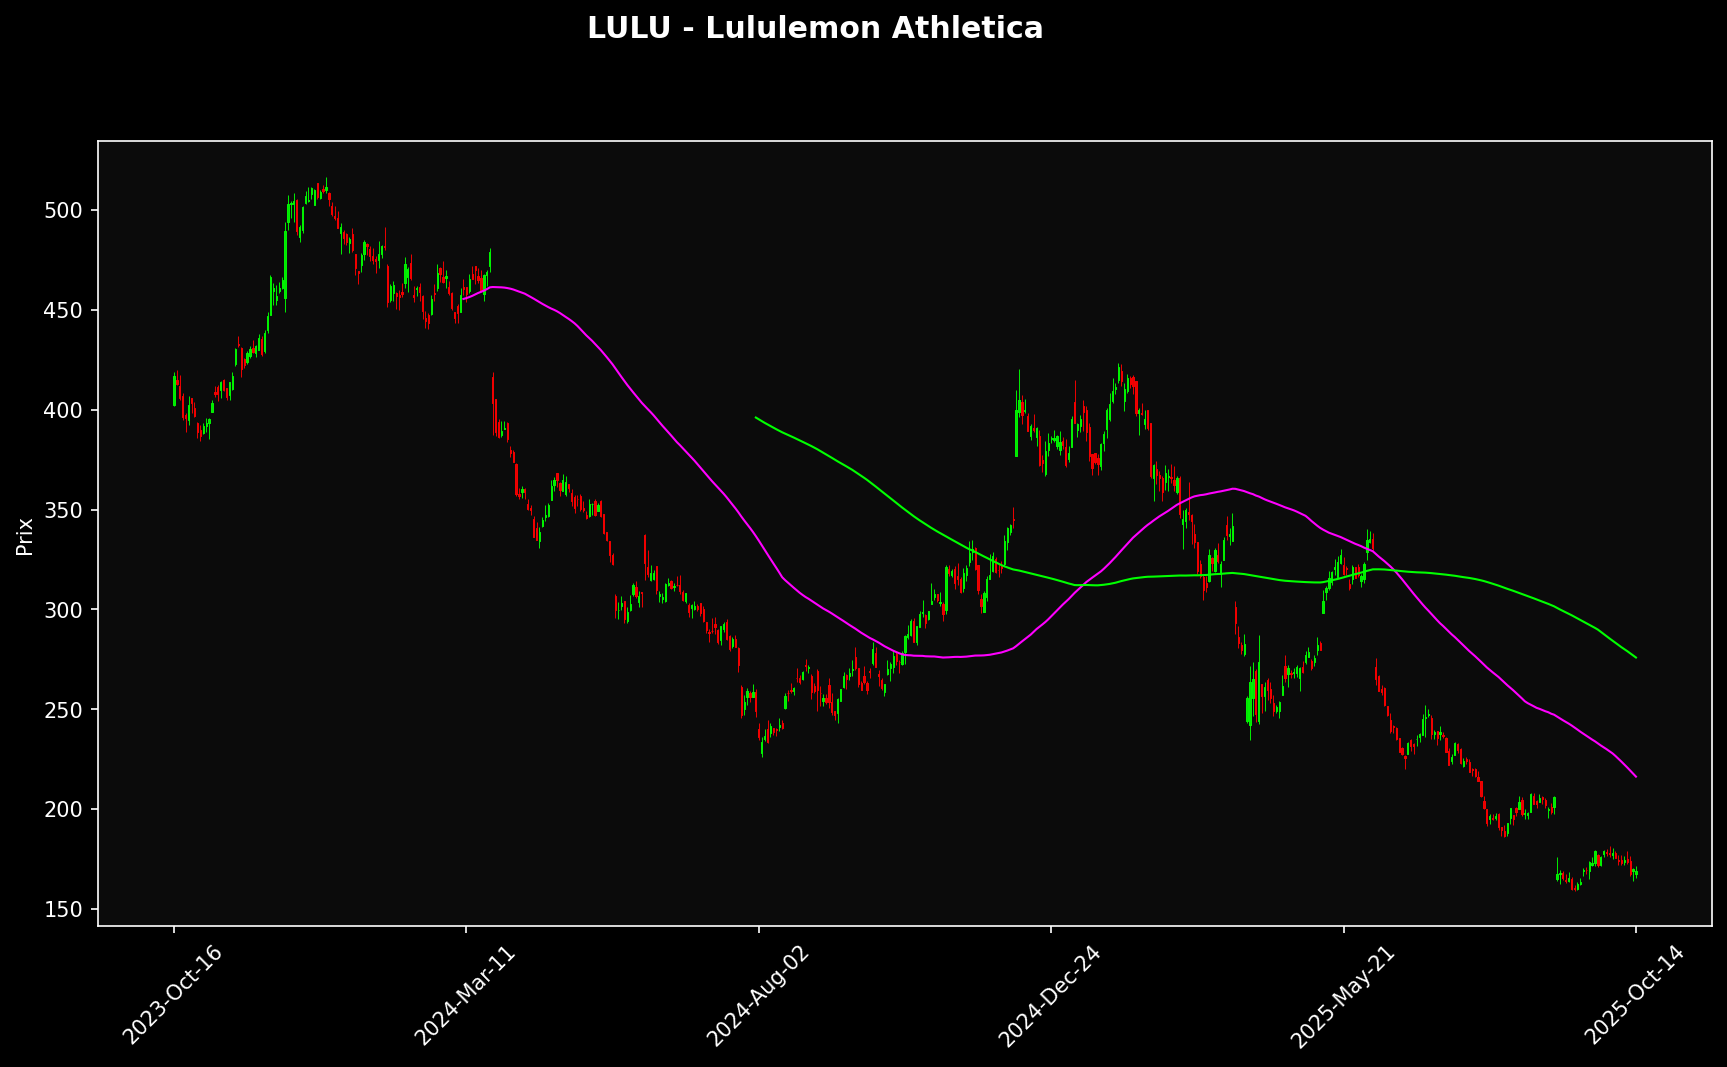 LULU - Lululemon Athletica
Prix
500
450
400
350
300
250
200
150
2023-Oct-16
2024-Mar-11
2024-Aug-02
2024-Dec-24
2025-May-21
2025-Oct-14